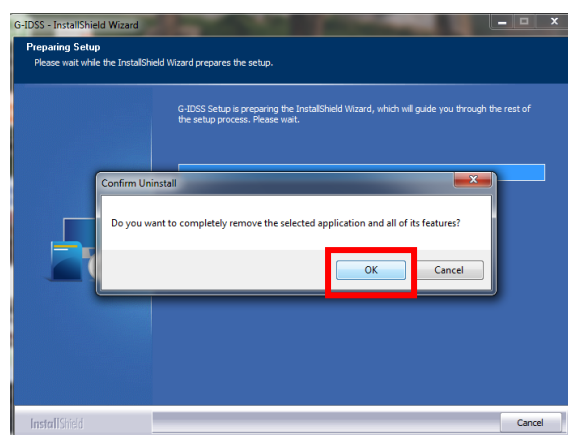 G-IDSS - InstallShield Wizard
Preparing Setup
Please wait while the InstallShield Wizard prepares the setup.
G-IDSS Setup is preparing the InstallShield Wizard, which will guide you through the rest of
the setup process. Please wait.
Confirm Uninstall
Do you want to completely remove the selected application and all of its features?
OK
Cancel
InstallShield
Cancel